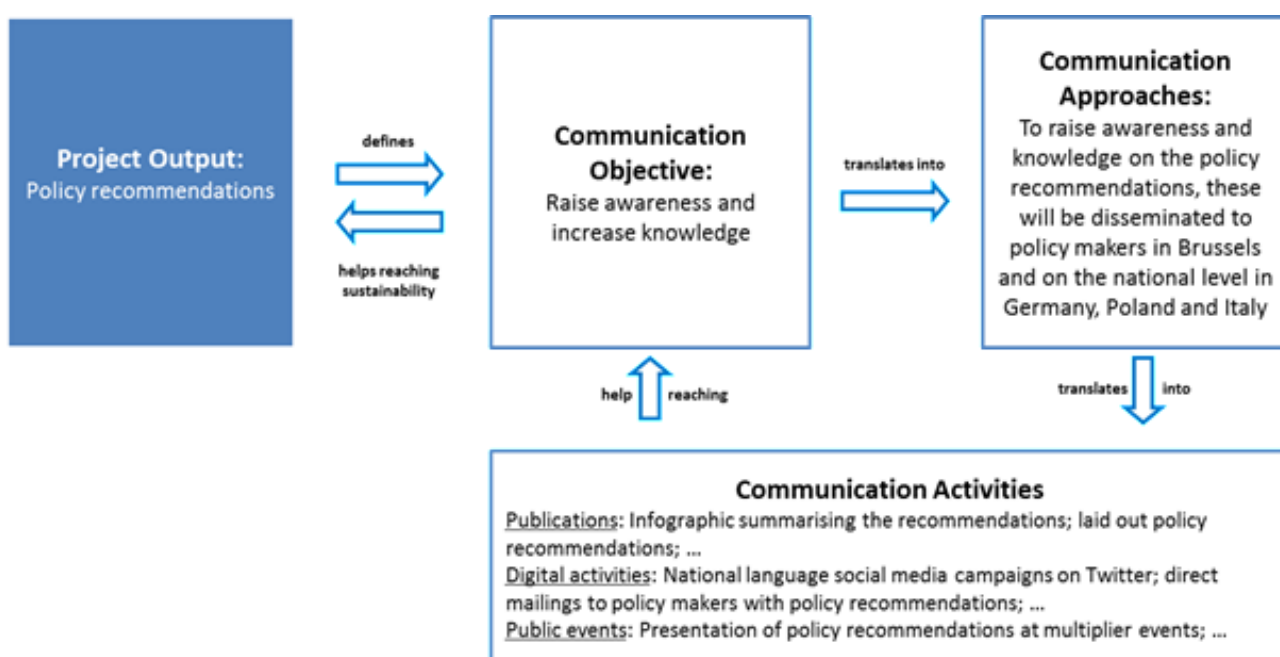 Project Output:
Policy recommendations
defines
helps reaching
sustainability
Communication
Objective:
Raise awareness and
increase knowledge
translates into
Communication
Approaches:
To raise awareness and
knowledge on the policy
recommendations, these
will be disseminated to
policy makers in Brussels
and on the national level in
Germany, Poland and Italy
help reaching
translates into
Communication Activities
Publications: Infographic summarising the recommendations; laid out policy
recommendations; ...
Digital activities: National language social media campaigns on Twitter; direct
mailings to policy makers with policy recommendations; ...
Public events: Presentation of policy recommendations at multiplier events; ...